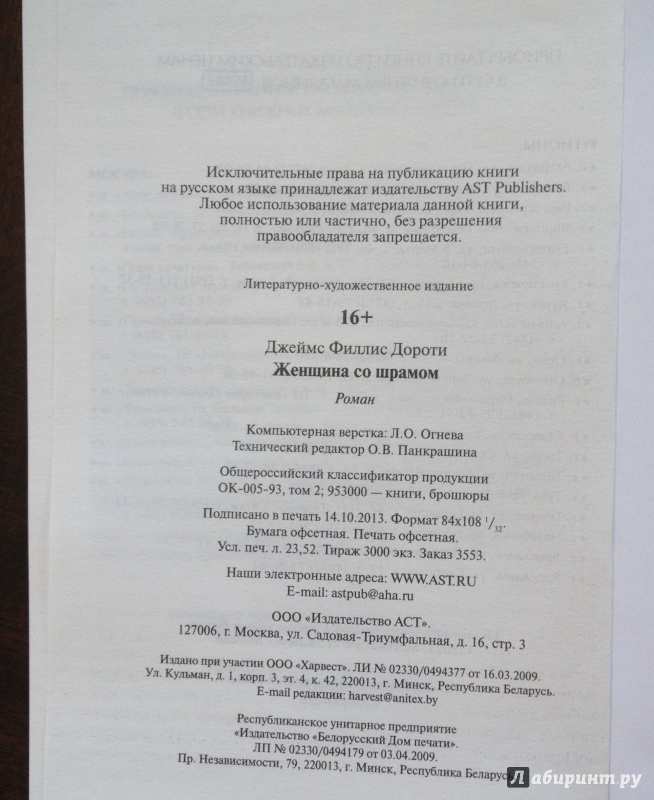 Исключительные права на публикацию книги
на русском языке принадлежат издательству AST Publishers.
Любое использование материала данной книги,
полностью или частично, без разрешения
правообладателя запрещается.
Литературно-художественное издание
16+
Джеймс Филлис Дороти
Женщина со шрамом
Роман
Компьютерная верстка: Л.О. Огнева
Технический редактор О.В. Панкрашина
Общероссийский классификатор продукции
ОК-005-93, том 2; 953000 — книги, брошюры
Подписано в печать 14.10.2013. Формат 84x108 1/32.
Бумага офсетная. Печать офсетная.
Усл. печ. л. 23,52. Тираж 3000 экз. Заказ 3553.
Наши электронные адреса: WWW.AST.RU
E-mail: astpub@aha.ru
ООО «Издательство АСТ».
127006, г. Москва, ул. Садовая-Триумфальная, д. 16, стр. 3
Издано при участии ООО «Харвест». ЛИ № 02330/0494377 от 16.03.2009.
Ул. Кульман, д. 1, корп. 3, эт. 4, к. 42, 220013, г. Минск, Республика Беларусь.
E-mail редакции: harvest@anitex.by
Республиканское унитарное предприятие
«Издательство «Белорусский Дом печати».
ЛП № 02330/0494179 от 03.04.2009.
Пр. Независимости, 79, 220013, г. Минск, Республика Беларусь
Лабиринт.ру